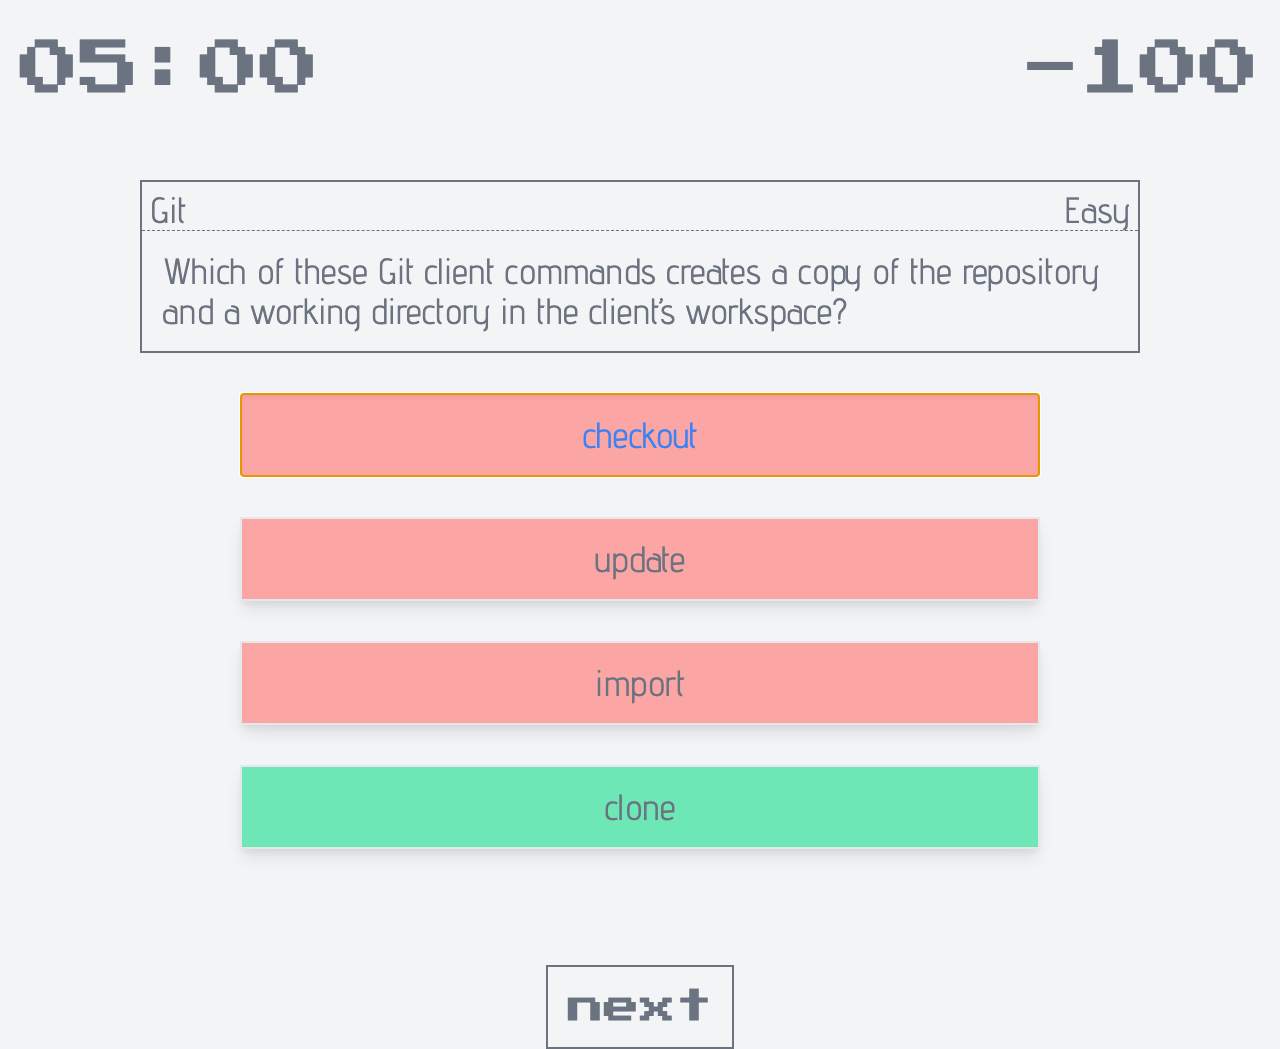 05:00
-100
Git
Easy
Which of these Git client commands creates a copy of the repository
and a working directory in the client's workspace?
checkout
update
import
clone
next